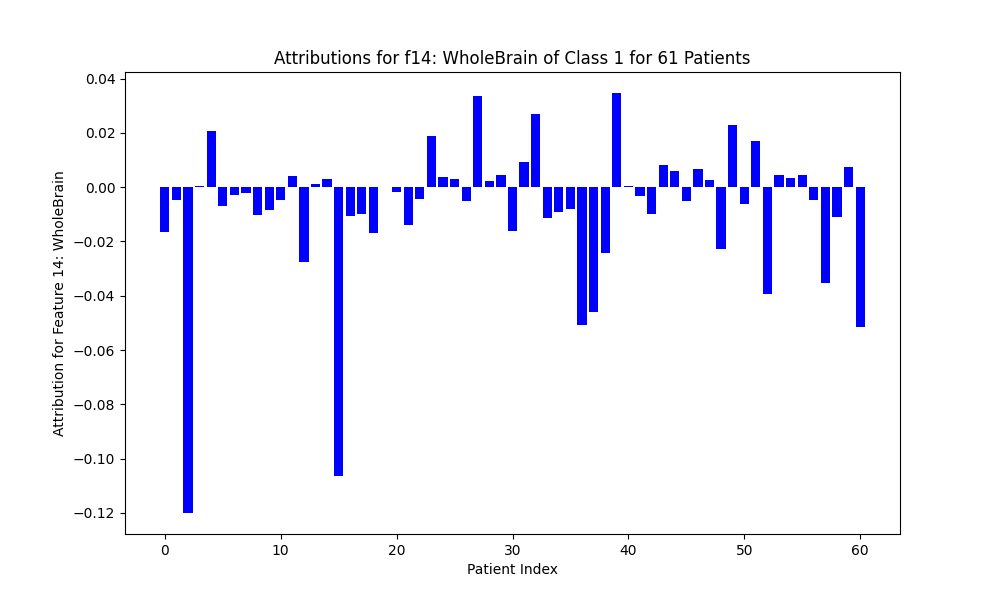 Attributions for f14: WholeBrain of Class 1 for 61 Patients
Attribution for Feature 14: WholeBrain
0.04
0.02
0.00
−0.02
−0.04
−0.06
−0.08
−0.10
−0.12
0 10 20 30 40 50 60
Patient Index